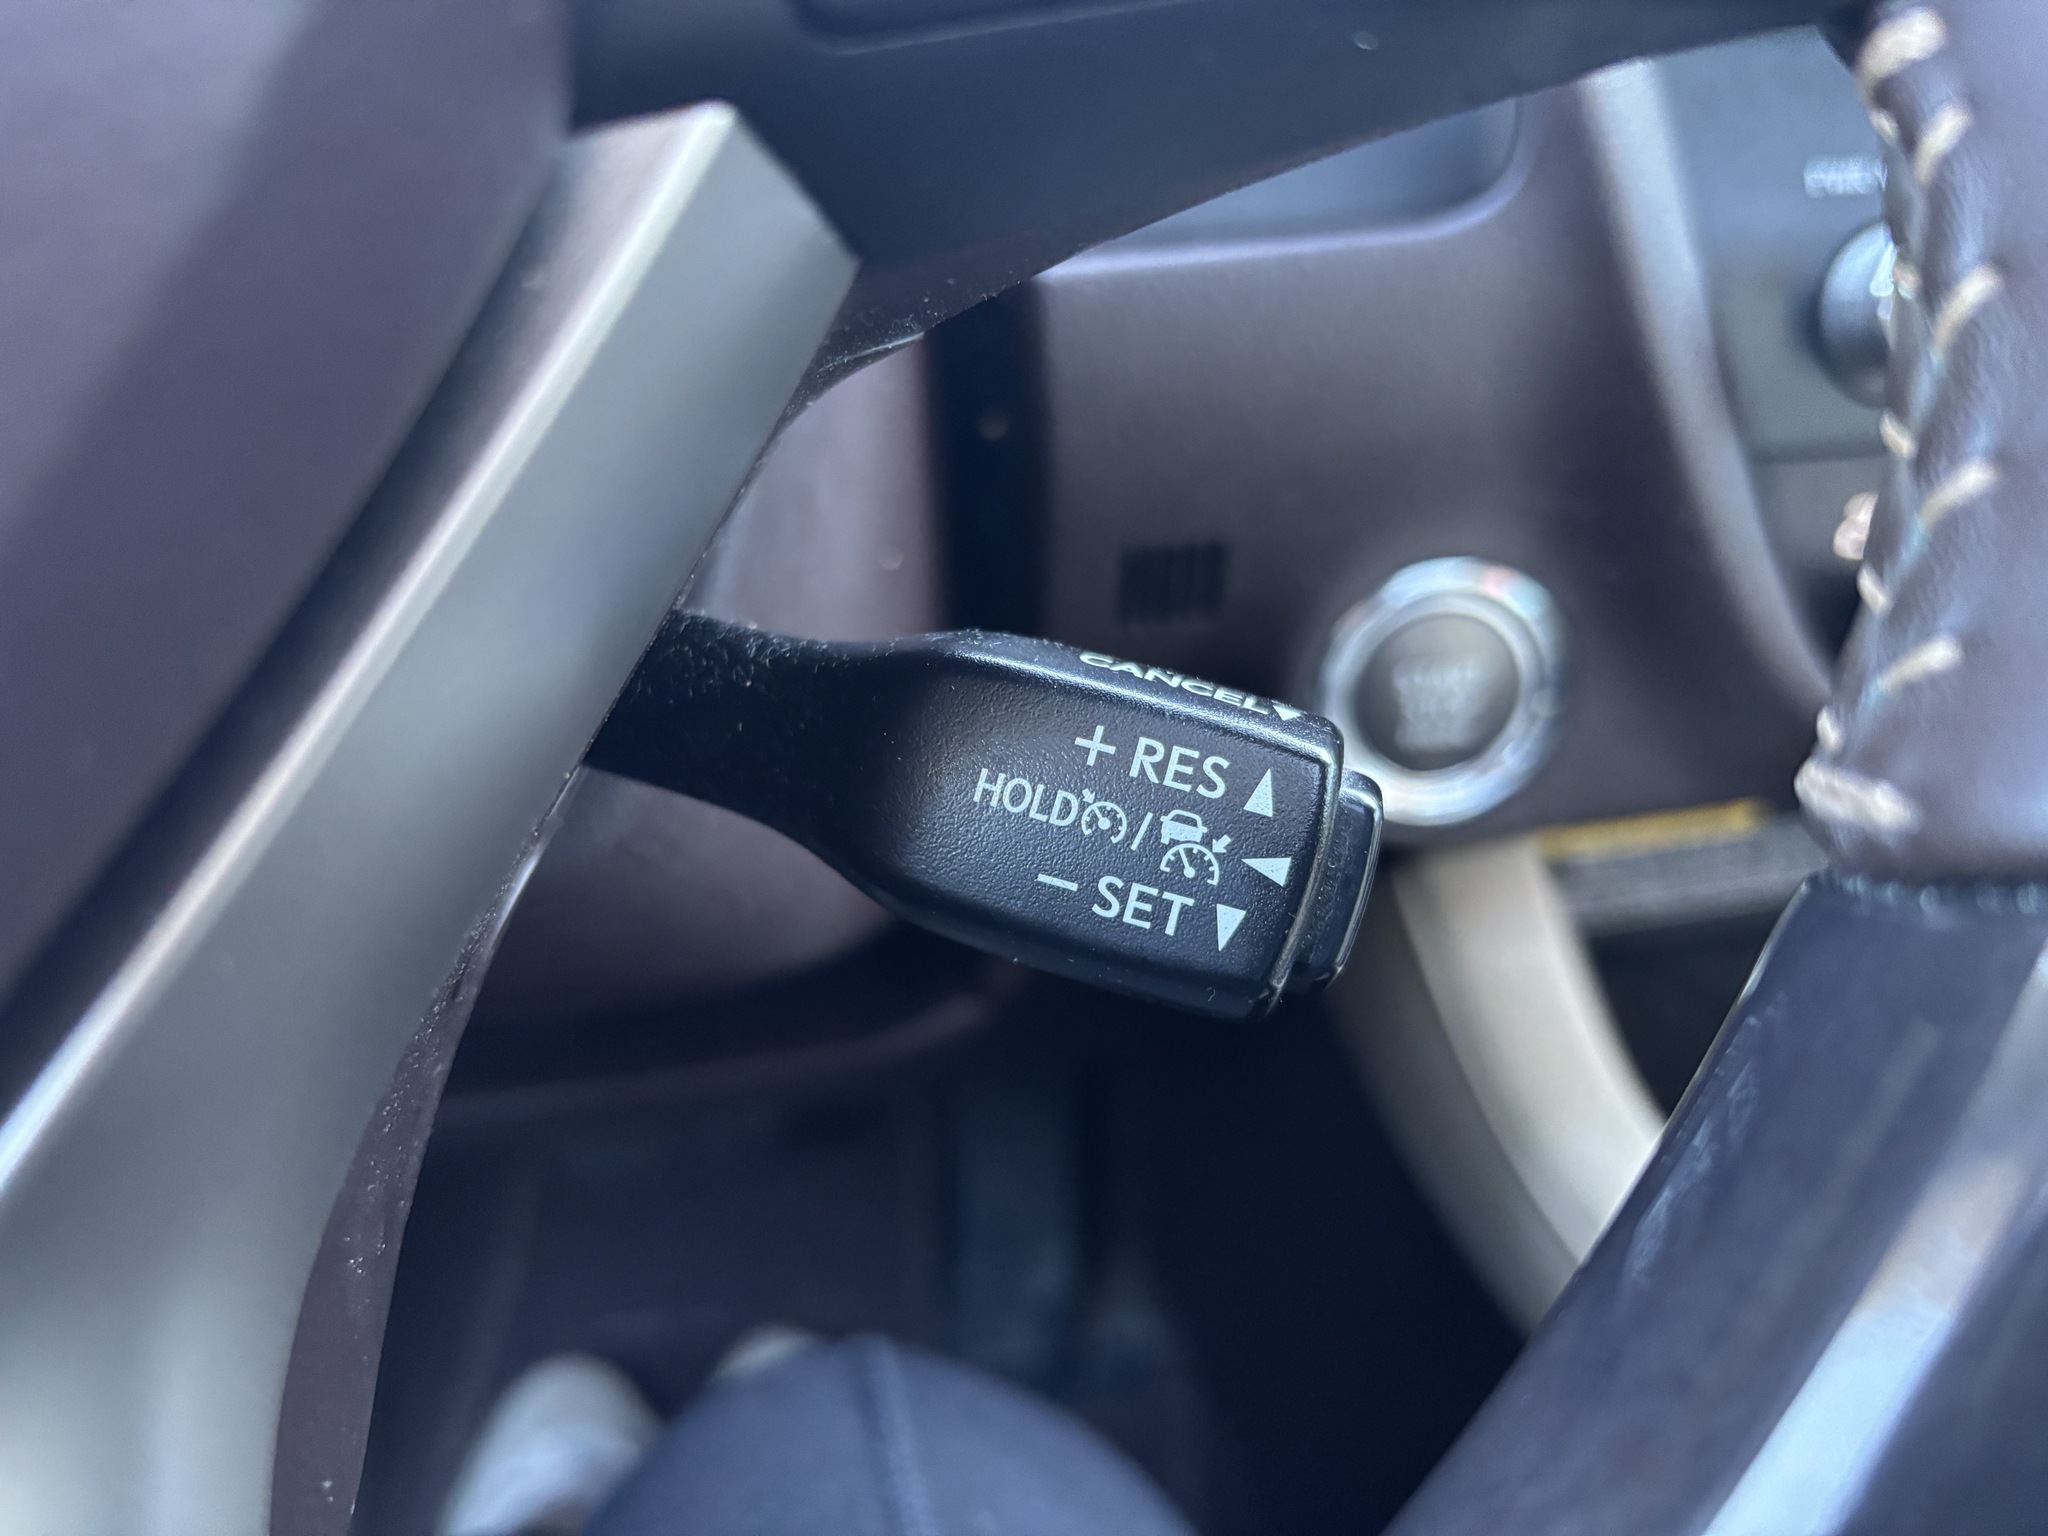 CANCEL
+ RES
HOLD /
− SET